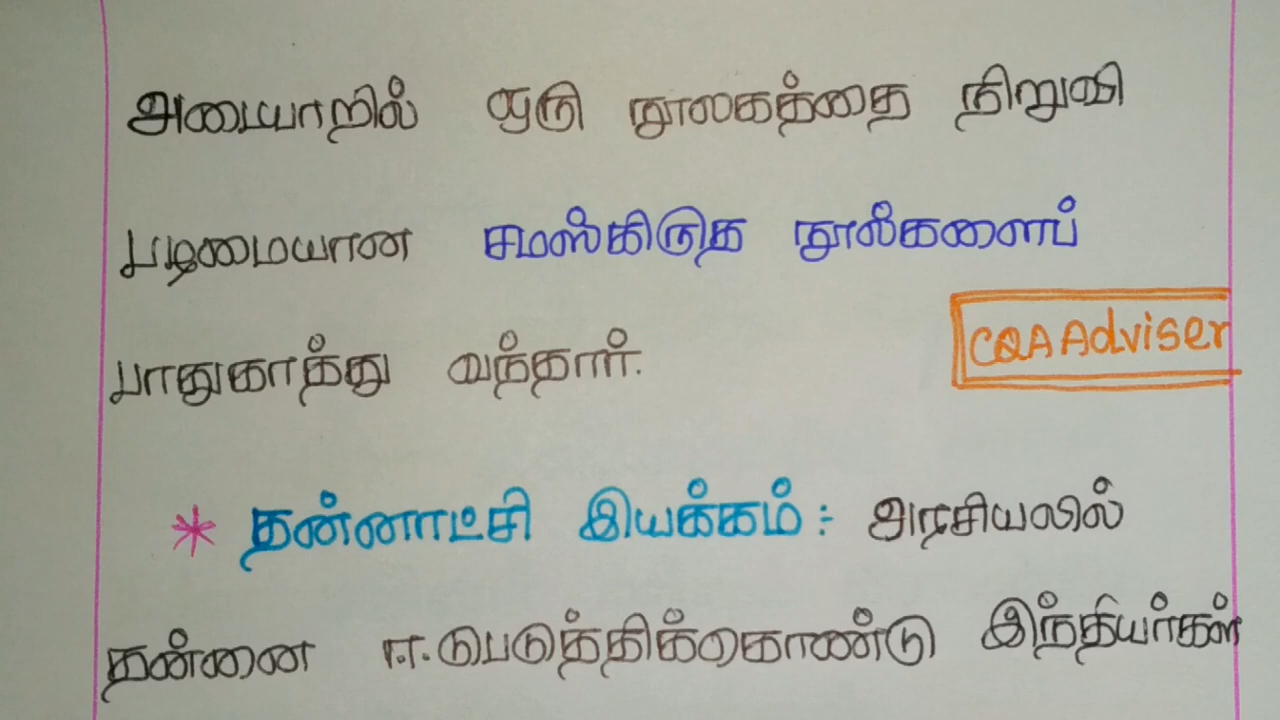 அடையாறில் ஒரு நூலகத்தை நிறுவி
பழமையான சமஸ்கிருத நூல்களைப்
CQA Adviser
பாதுகாத்து வந்தார்.
* தன்னாட்சி இயக்கம் : அரசியலில்
தன்னை ஈடுபடுத்திக்கொண்டு இந்தியர்கள்